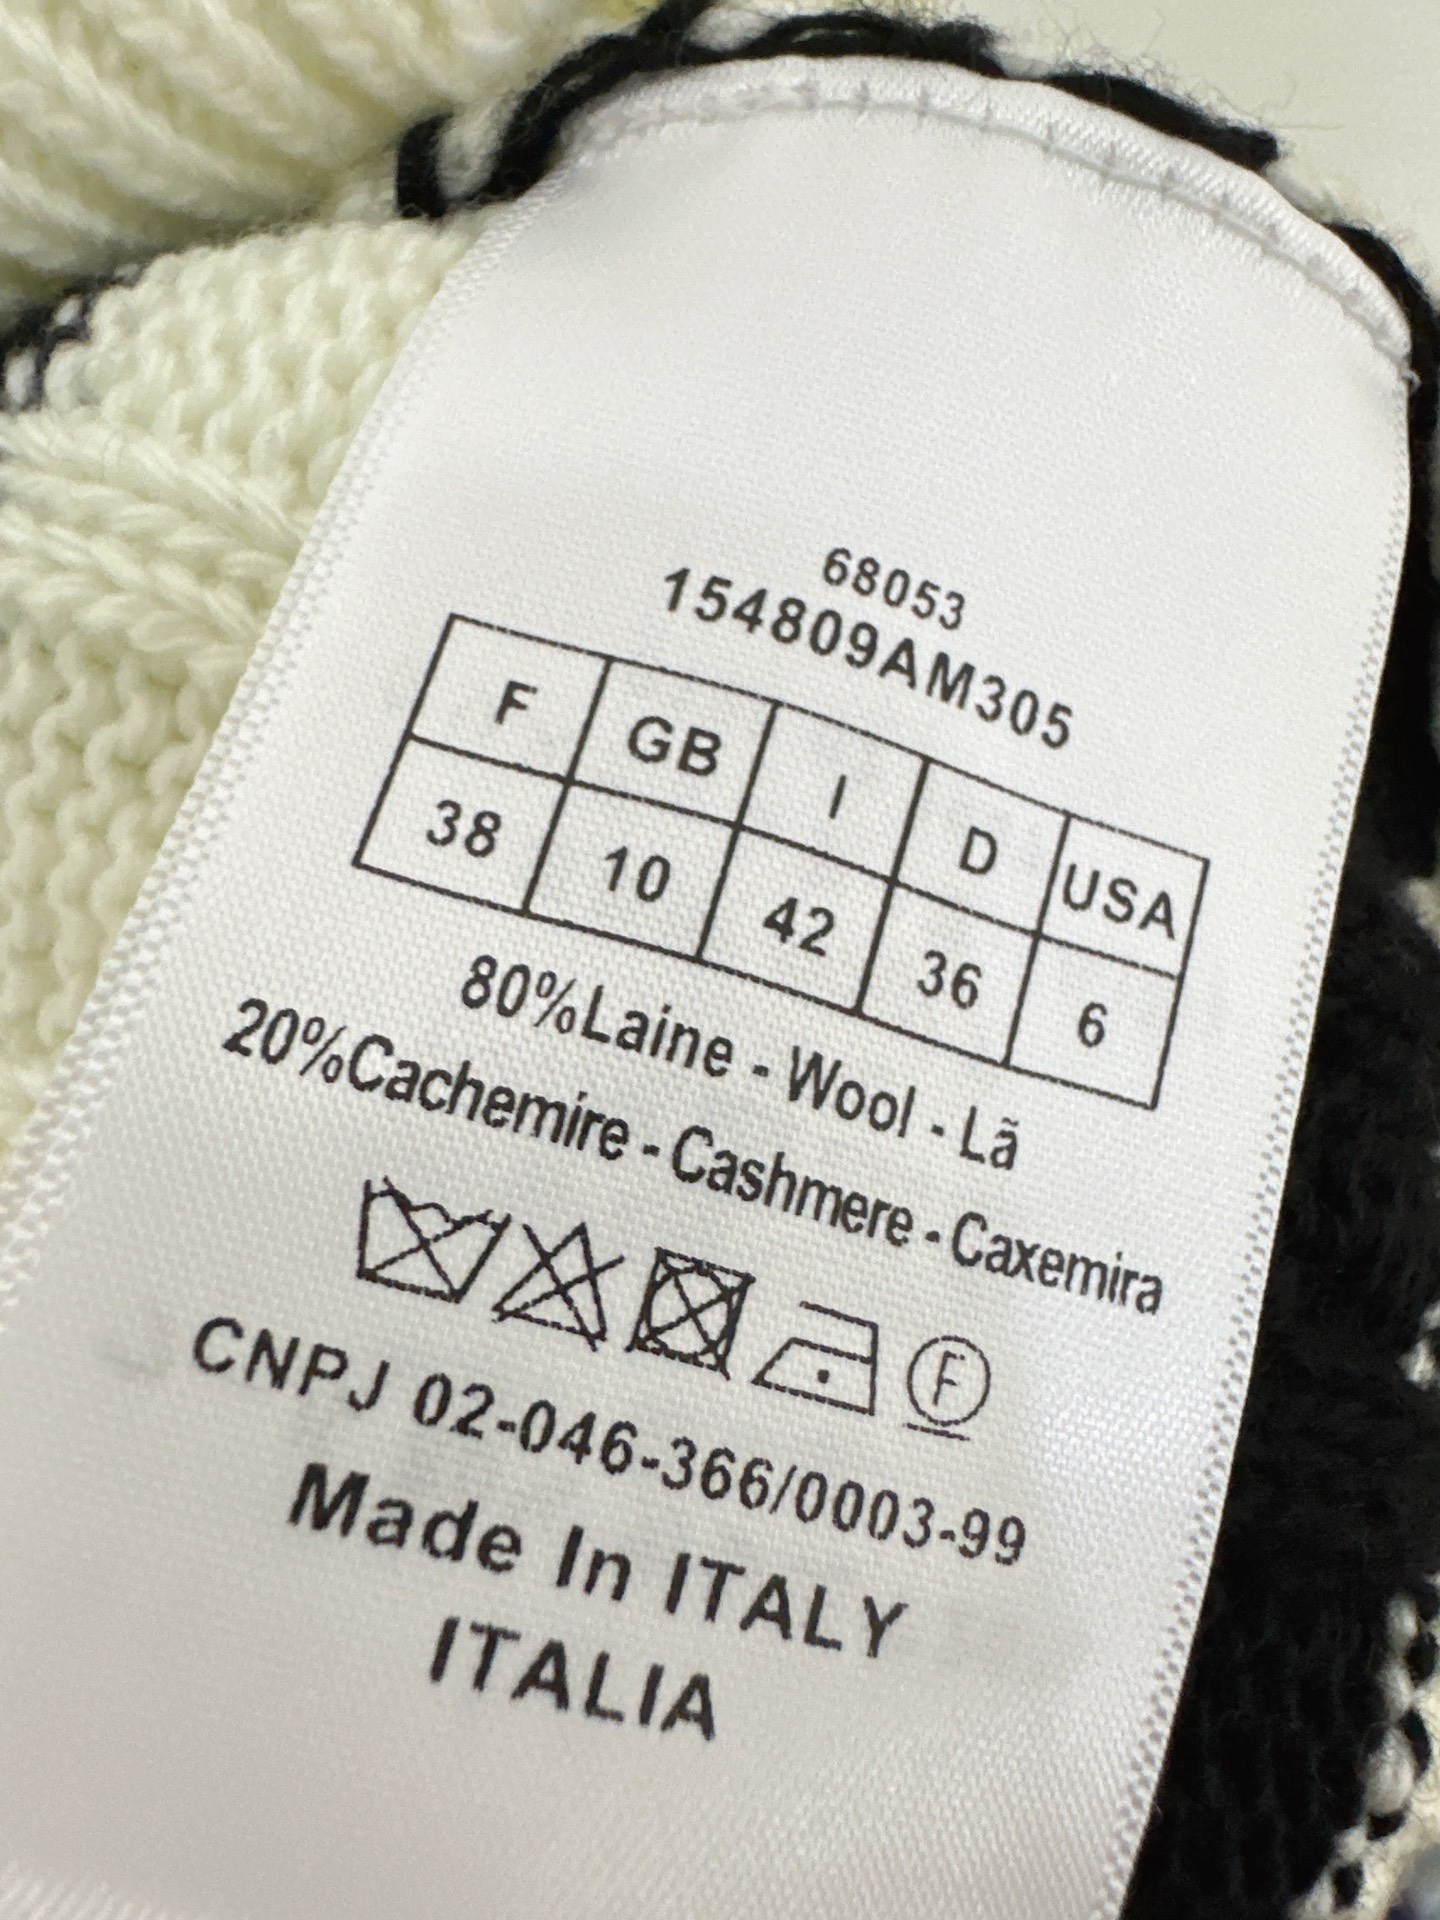 68053
154809AM305
F GB I D USA
38 10 42 36 6
80%Laine - Wool - Lã
20%Cachemire - Cashmere - Caxemira
F
CNPJ 02-046-366/0003-99
Made In ITALY
ITALIA